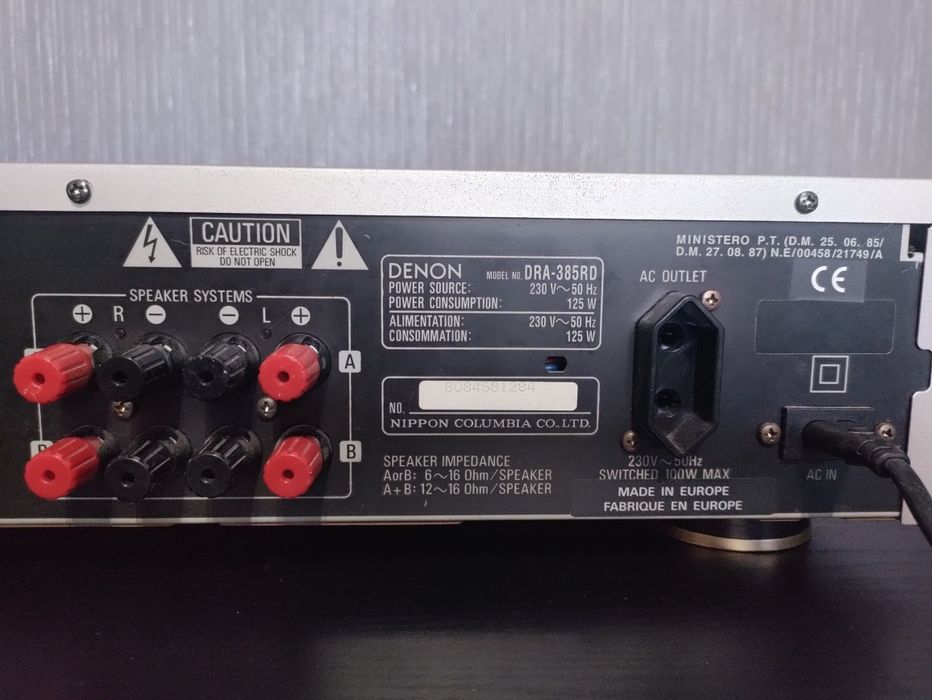 CAUTION
RISK OF ELECTRIC SHOCK
DO NOT OPEN
SPEAKER SYSTEMS
+ R − − L +
A
B
B
DENON MODEL NO. DRA-385RD
POWER SOURCE: 230 V～50 Hz
POWER CONSUMPTION: 125 W
ALIMENTATION: 230 V～50 Hz
CONSOMMATION: 125 W
8084581284
NO.
NIPPON COLUMBIA CO.,LTD.
SPEAKER IMPEDANCE
AorB: 6～16 Ohm/SPEAKER
A+B: 12～16 Ohm/SPEAKER
MINISTERO P.T. (D.M. 25. 06. 85/
D.M. 27. 08. 87) N.E/00458/21749/A
CE
AC OUTLET
230V～50Hz
SWITCHED 100W MAX
MADE IN EUROPE
FABRIQUE EN EUROPE
AC IN